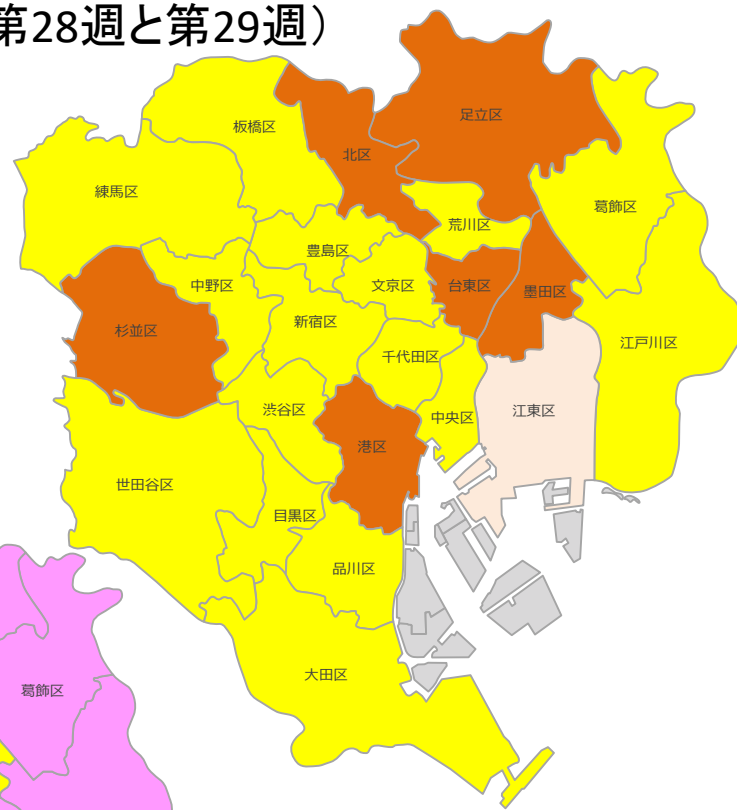 第28週と第29週）
足立区
板橋区
北区
練馬区
葛飾区
荒川区
豊島区
文京区
中野区
台東区
墨田区
新宿区
杉並区
江戸川区
千代田区
渋谷区
中央区
江東区
港区
世田谷区
目黒区
品川区
大田区
葛飾区